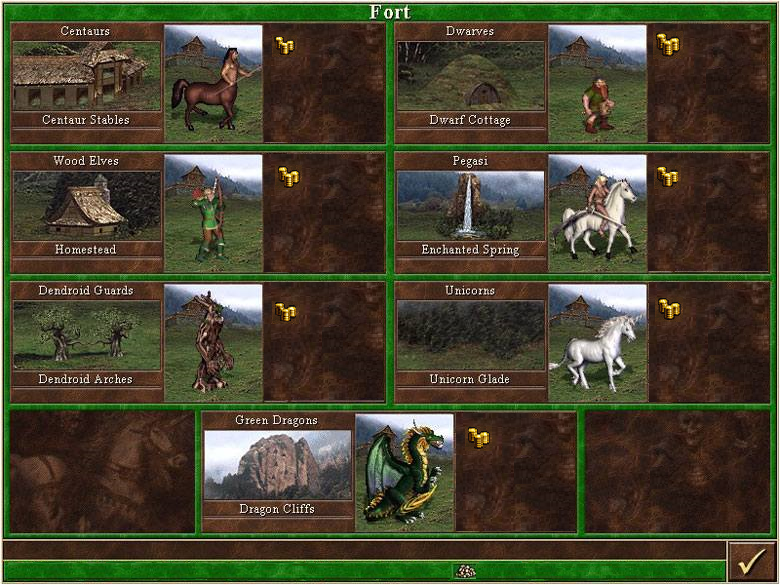 Fort
Centaurs
Centaur Stables
Dwarves
Dwarf Cottage
Wood Elves
Homestead
Pegasi
Enchanted Spring
Dendroid Guards
Dendroid Arches
Unicorns
Unicorn Glade
Green Dragons
Dragon Cliffs